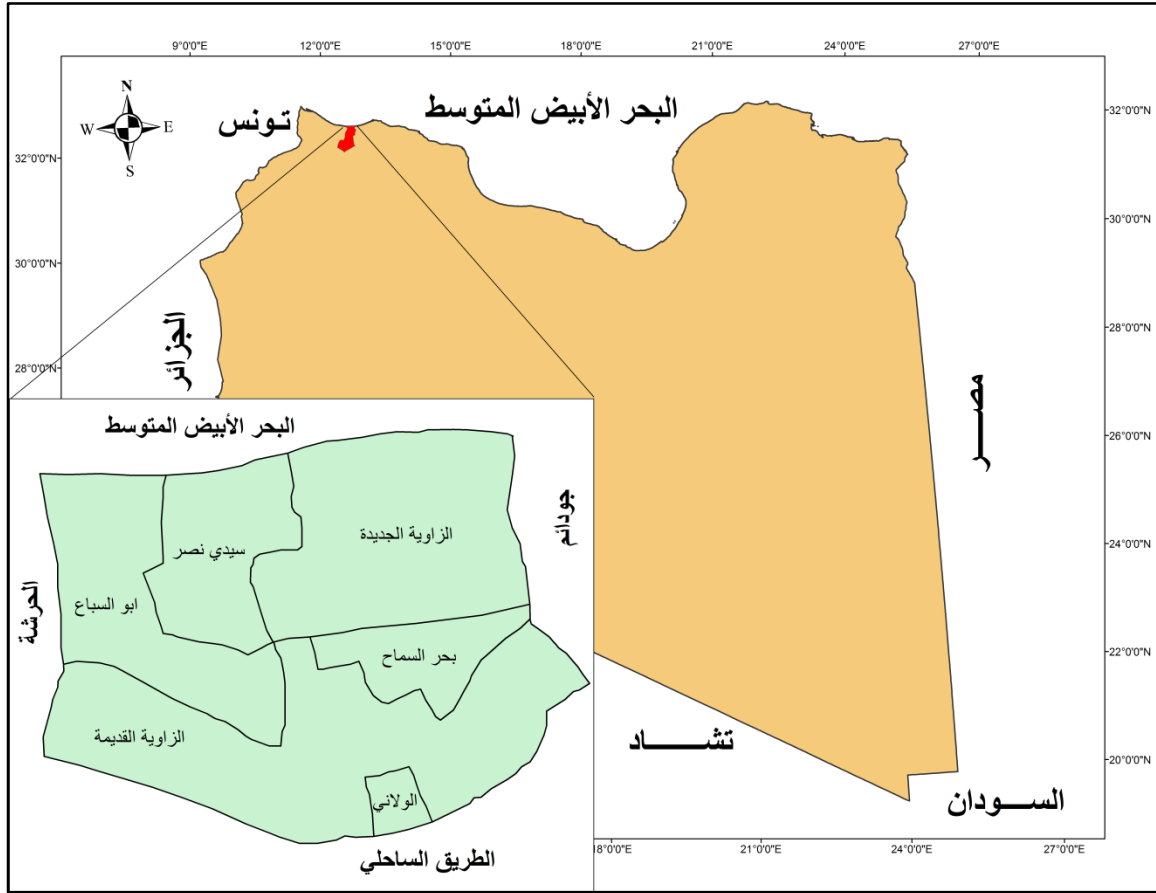 9°0'0"E 12°0'0"E 15°0'0"E 18°0'0"E 21°0'0"E 24°0'0"E 27°0'0"E
N
W E
S
تـونس
البحر الأبيض المتوسط
32°0'0"N
32°0'0"N
30°0'0"N
30°0'0"N
28°0'0"N
28°0'0"N
الجزائر
مصـــر
26°0'0"N
24°0'0"N
22°0'0"N
20°0'0"N
تشـــــاد
الســـودان
18°0'0"E 21°0'0"E 24°0'0"E 27°0'0"E
البحر الأبيض المتوسط
جودائم
الزاوية الجديدة
سيدي نصر
ابو السباع
الحرشة
بحر السماح
الزاوية القديمة
الولاني
الطريق الساحلي